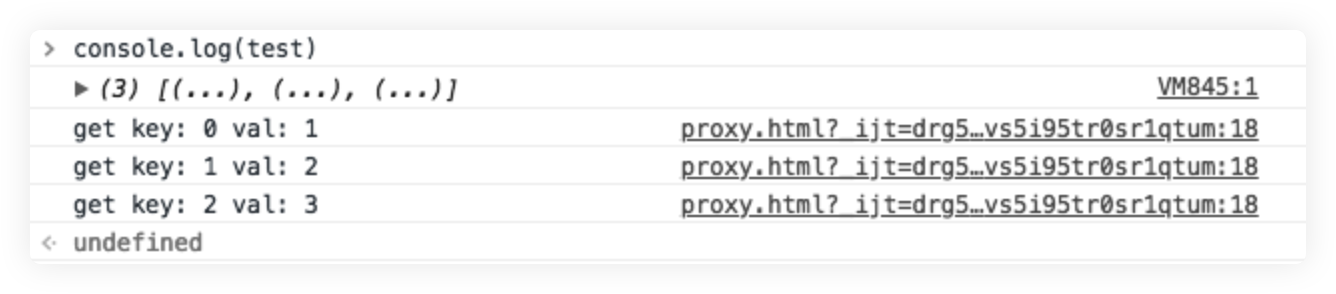 > console.log(test)
▶ (3) [(...), (...), (...)] VM845:1
get key: 0 val: 1 proxy.html?_ijt=drg5…vs5i95tr0sr1qtum:18
get key: 1 val: 2 proxy.html?_ijt=drg5…vs5i95tr0sr1qtum:18
get key: 2 val: 3 proxy.html?_ijt=drg5…vs5i95tr0sr1qtum:18
undefined